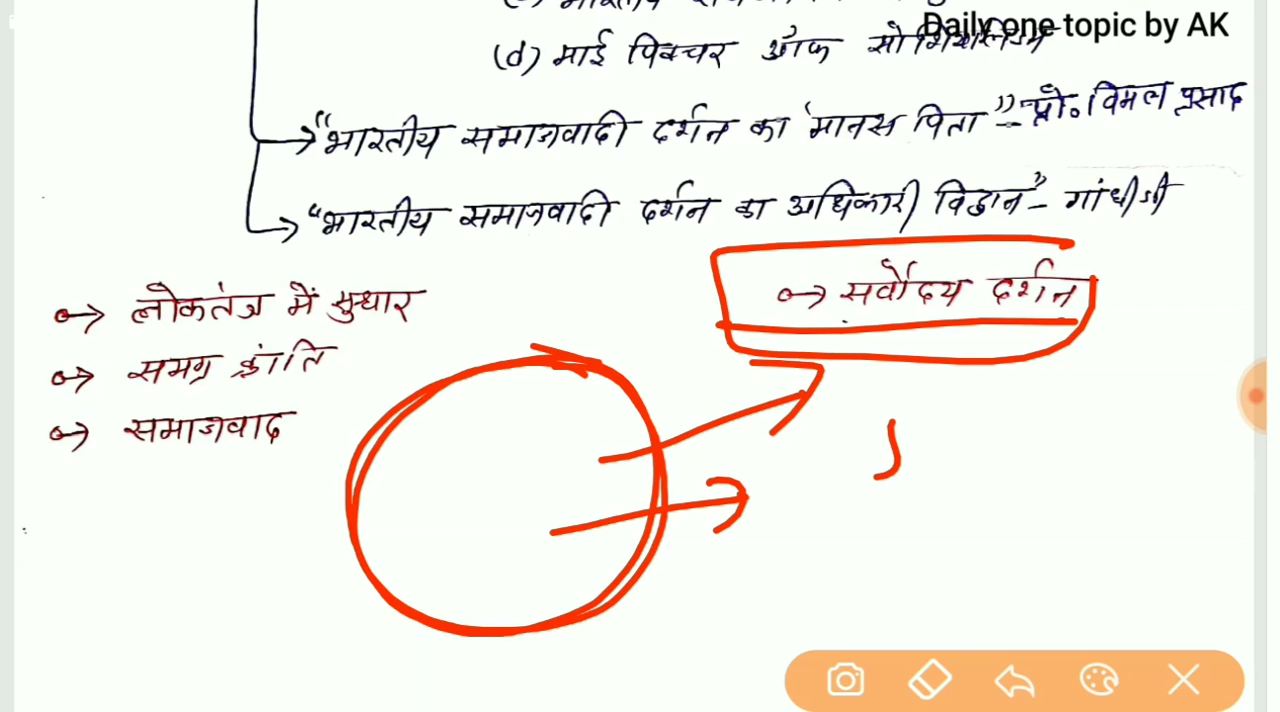 Daily one topic by AK
(d) माई पिक्चर ऑफ सोशियलिज्म
→ "भारतीय समाजवादी दर्शन का 'मानस पिता" - प्रो. विमल प्रसाद
→ "भारतीय समाजवादी दर्शन का अधिकारी विद्वान" - गांधीजी
→ सर्वोदय दर्शन
→ लोकतंत्र में सुधार
→ समग्र क्रांति
→ समाजवाद